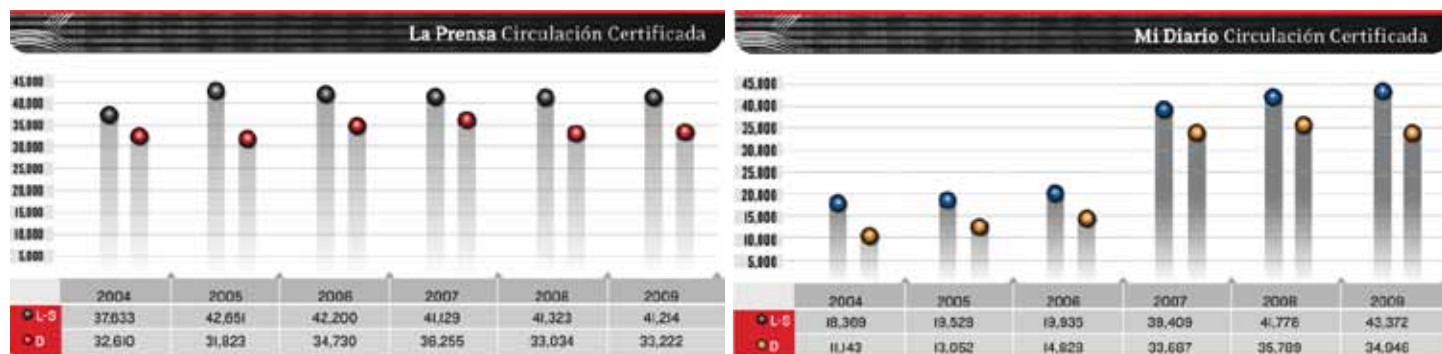 La Prensa Circulación Certificada
45,000
40,000
35,000
30,000
25,000
20,000
15,000
10,000
5,000
2004 2005 2006 2007 2008 2009
L-S 37,633 42,651 42,200 41,129 41,323 41,214
D 32,610 31,823 34,730 36,255 33,034 33,222
Mi Diario Circulación Certificada
45,000
40,000
35,000
30,000
25,000
20,000
15,000
10,000
5,000
2004 2005 2006 2007 2008 2009
L-S 18,369 19,529 19,935 39,409 41,776 43,372
D 11,143 13,052 14,829 33,687 35,789 34,046